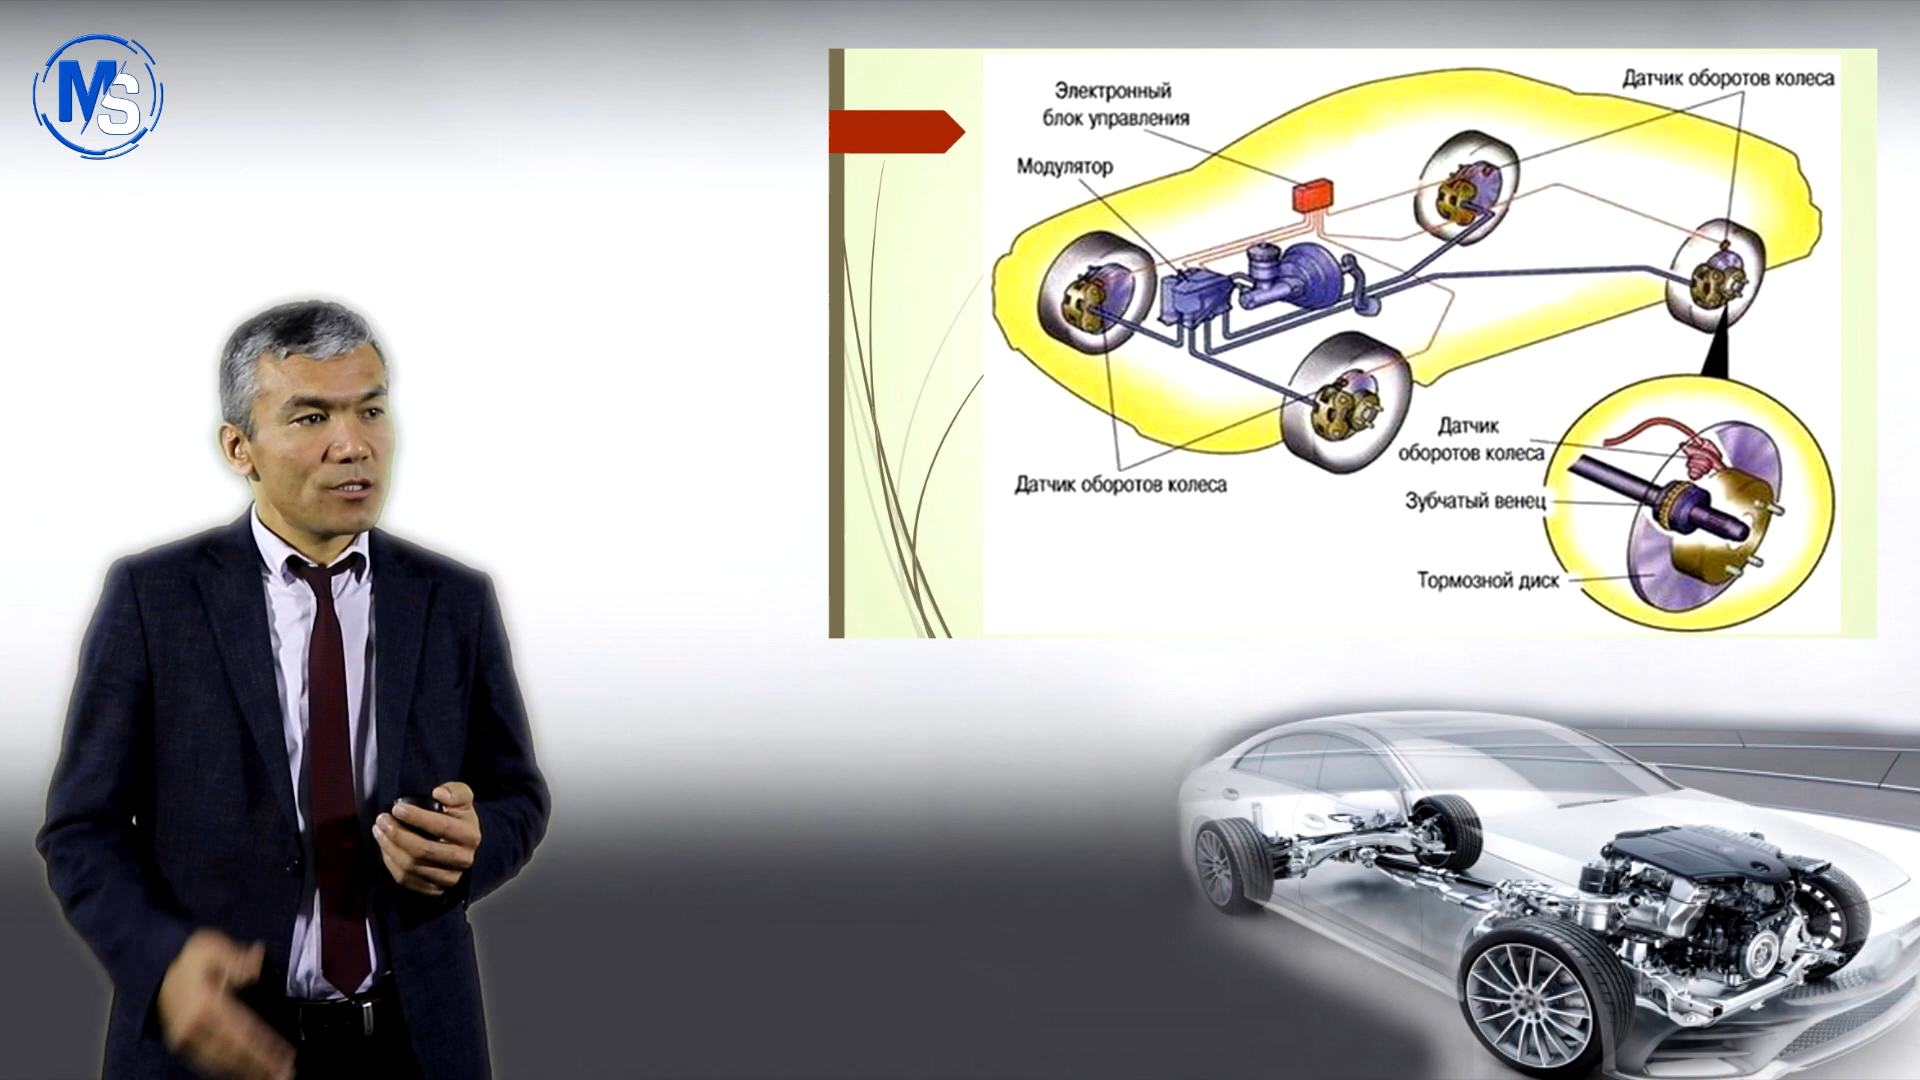 MS
Электронный
блок управления
Модулятор
Датчик оборотов колеса
Датчик оборотов колеса
Датчик
оборотов колеса
Зубчатый венец
Тормозной диск